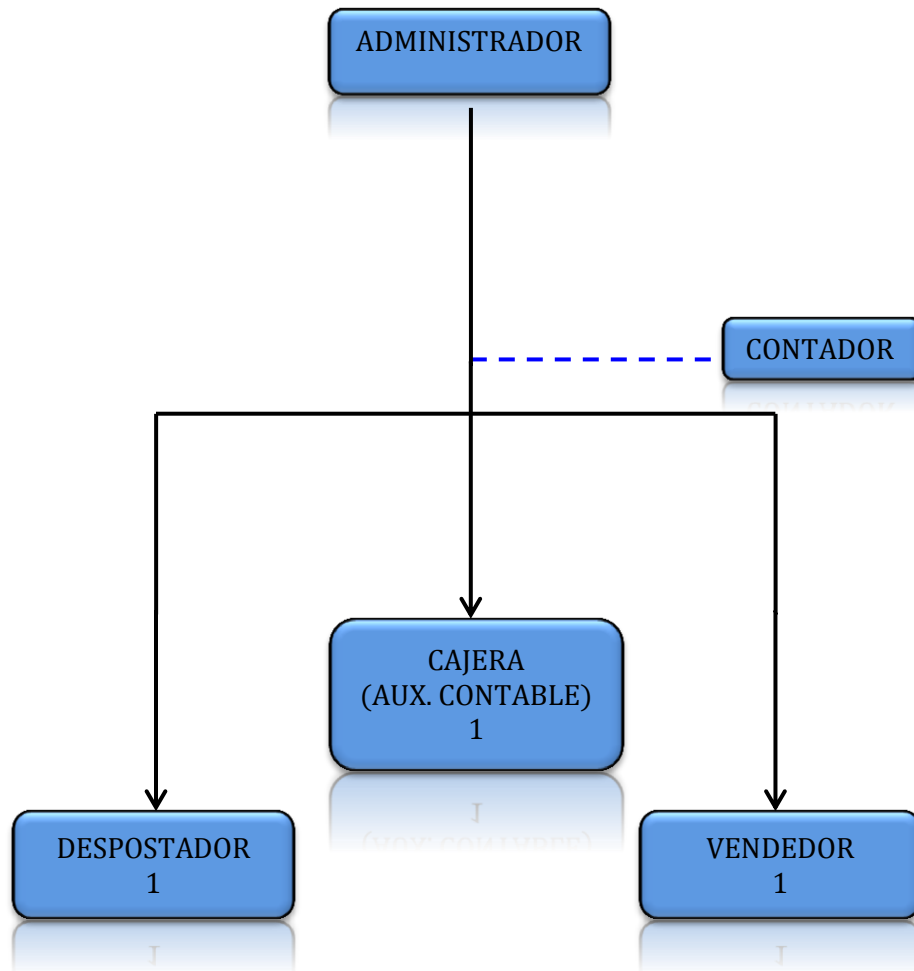 ADMINISTRADOR
CONTADOR
CAJERA
(AUX. CONTABLE)
1
DESPOSTADOR
1
VENDEDOR
1